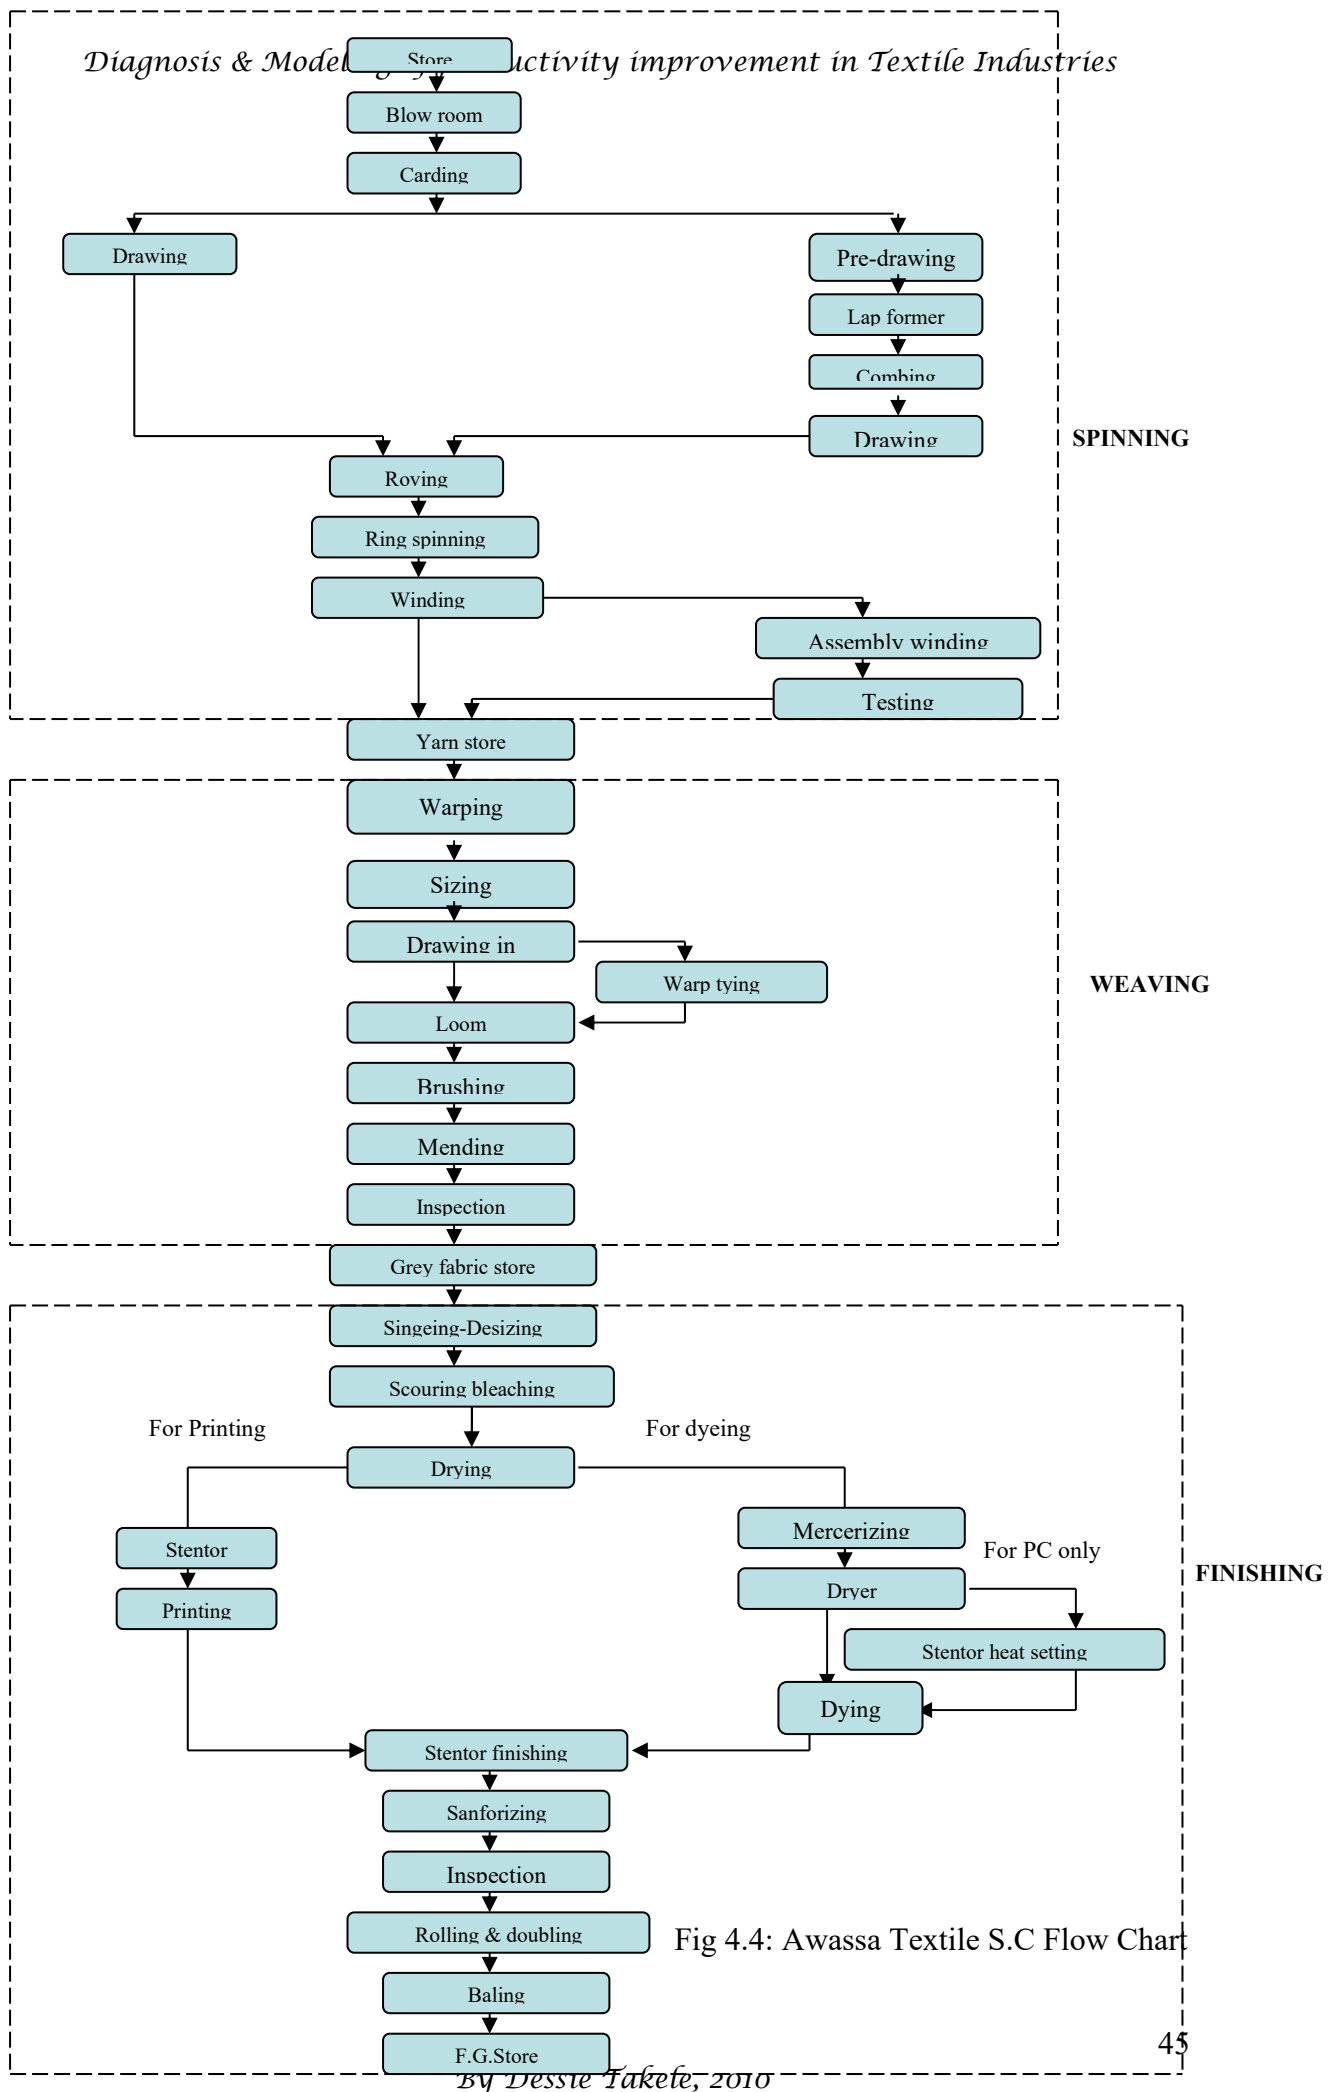 Diagnosis & Model uctivity improvement in Textile Industries
Store
Blow room
Carding
Drawing
Pre-drawing
Lap former
Combing
Drawing
SPINNING
Roving
Ring spinning
Winding
Assembly winding
Testing
Yarn store
Warping
Sizing
Drawing in
Warp tying
WEAVING
Loom
Brushing
Mending
Inspection
Grey fabric store
Singeing-Desizing
Scouring bleaching
For Printing
For dyeing
Drying
Mercerizing
Stentor
For PC only
Dryer
FINISHING
Printing
Stentor heat setting
Dying
Stentor finishing
Sanforizing
Inspection
Rolling & doubling
Fig 4.4: Awassa Textile S.C Flow Chart
Baling
F.G.Store
45
By Dessie Takele, 2010